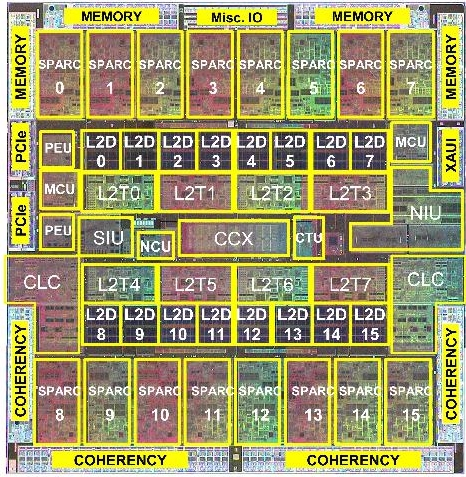 MEMORY
Misc. IO
MEMORY
MEMORY
SPARC
0
SPARC
1
SPARC
2
SPARC
3
SPARC
4
SPARC
5
SPARC
6
SPARC
7
MEMORY
PCIe
PEU
L2D
0
L2D
1
L2D
2
L2D
3
L2D
4
L2D
5
L2D
6
L2D
7
MCU
XAUI
PCIe
MCU
L2T0
L2T1
L2T2
L2T3
NIU
PEU
SIU
NCU
CCX
CTU
CLC
L2T4
L2T5
L2T6
L2T7
CLC
L2D
8
L2D
9
L2D
10
L2D
11
L2D
12
L2D
13
L2D
14
L2D
15
COHERENCY
SPARC
8
SPARC
9
SPARC
10
SPARC
11
SPARC
12
SPARC
13
SPARC
14
SPARC
15
COHERENCY
COHERENCY
COHERENCY